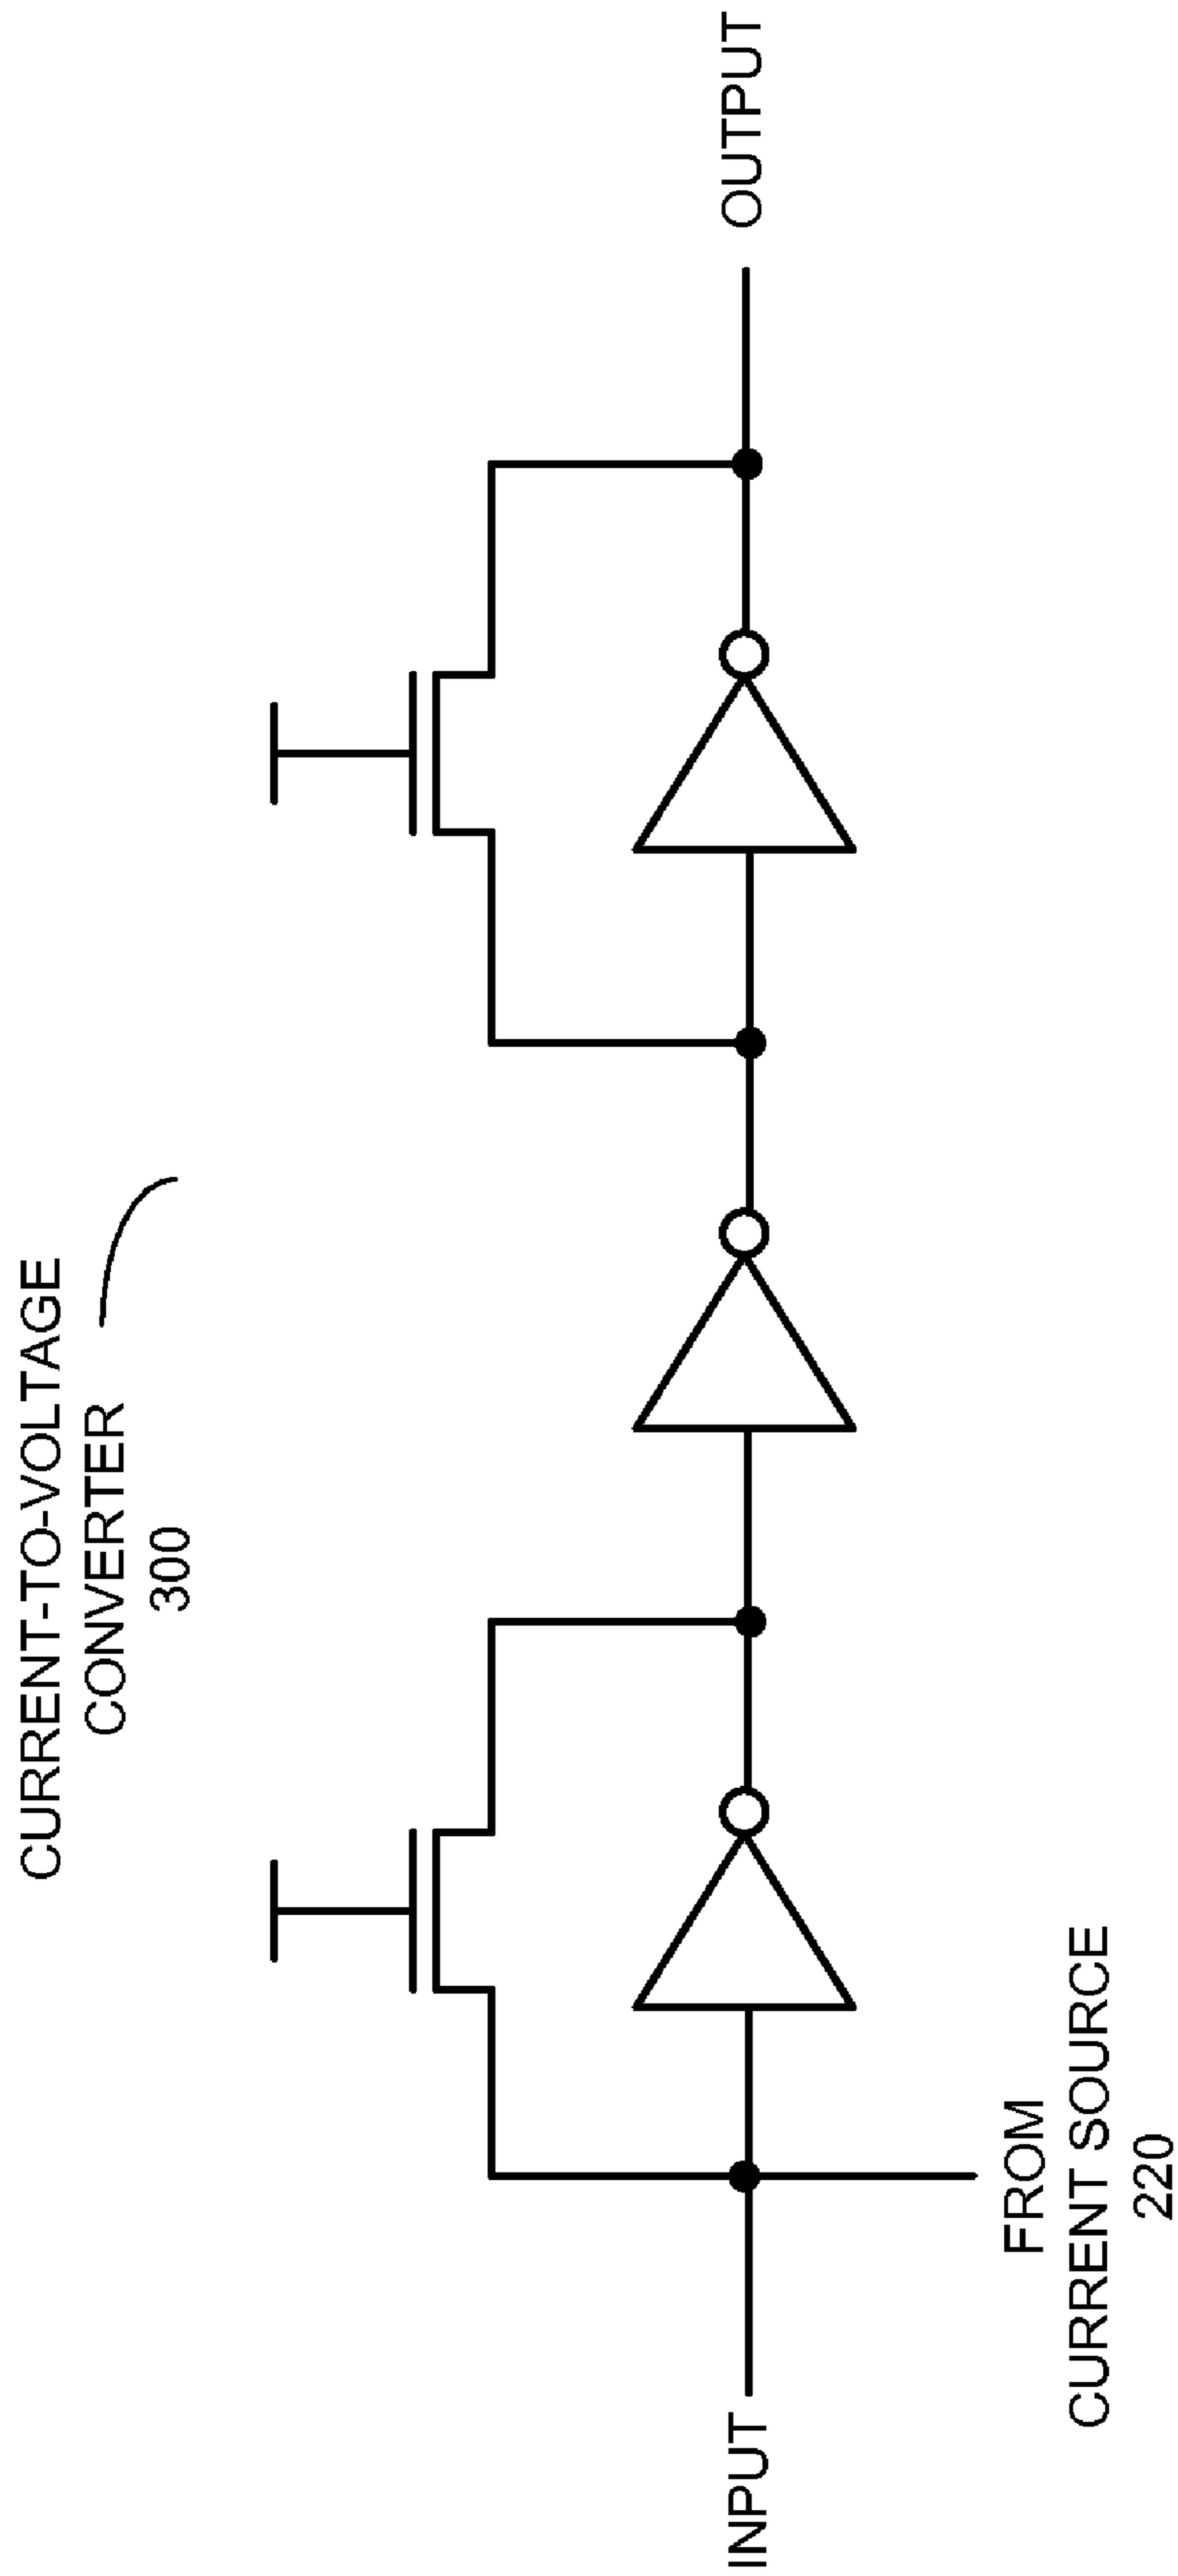 CURRENT-TO-VOLTAGE
CONVERTER
300
INPUT
OUTPUT
FROM
CURRENT SOURCE
220